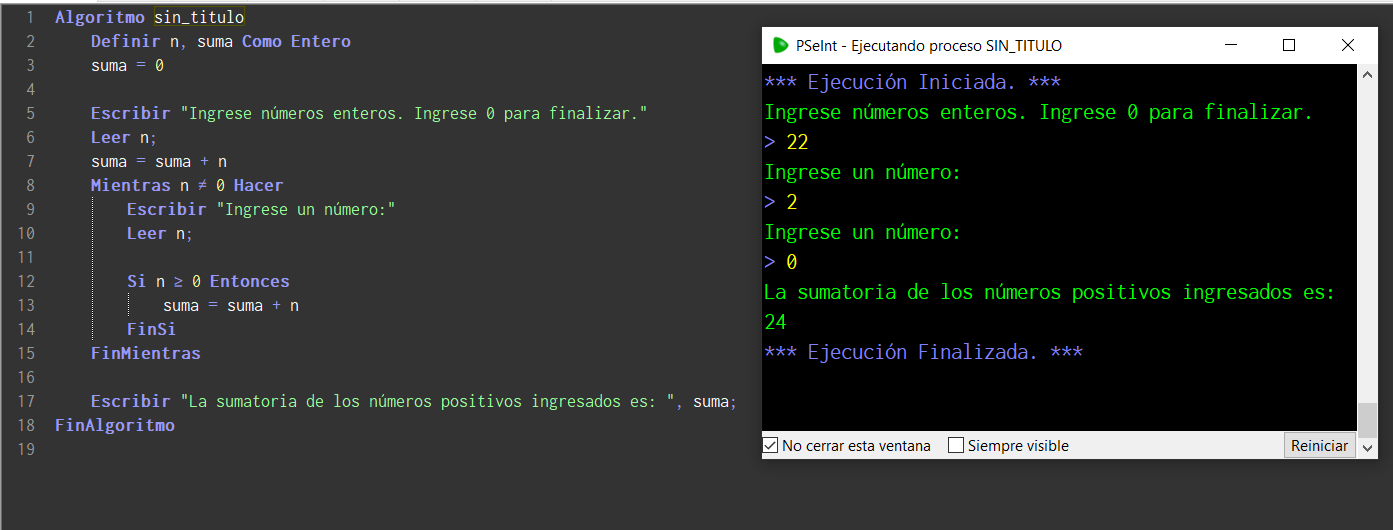 1 Algoritmo sin_titulo
2 Definir n, suma Como Entero
3 suma = 0
4
5 Escribir "Ingrese números enteros. Ingrese 0 para finalizar."
6 Leer n;
7 suma = suma + n
8 Mientras n ≠ 0 Hacer
9 Escribir "Ingrese un número:"
10 Leer n;
11
12 Si n ≥ 0 Entonces
13 suma = suma + n
14 FinSi
15 FinMientras
16
17 Escribir "La sumatoria de los números positivos ingresados es: ", suma;
18 FinAlgoritmo
19
PSeInt - Ejecutando proceso SIN_TITULO
*** Ejecución Iniciada. ***
Ingrese números enteros. Ingrese 0 para finalizar.
> 22
Ingrese un número:
> 2
Ingrese un número:
> 0
La sumatoria de los números positivos ingresados es:
24
*** Ejecución Finalizada. ***
No cerrar esta ventana
Siempre visible
Reiniciar